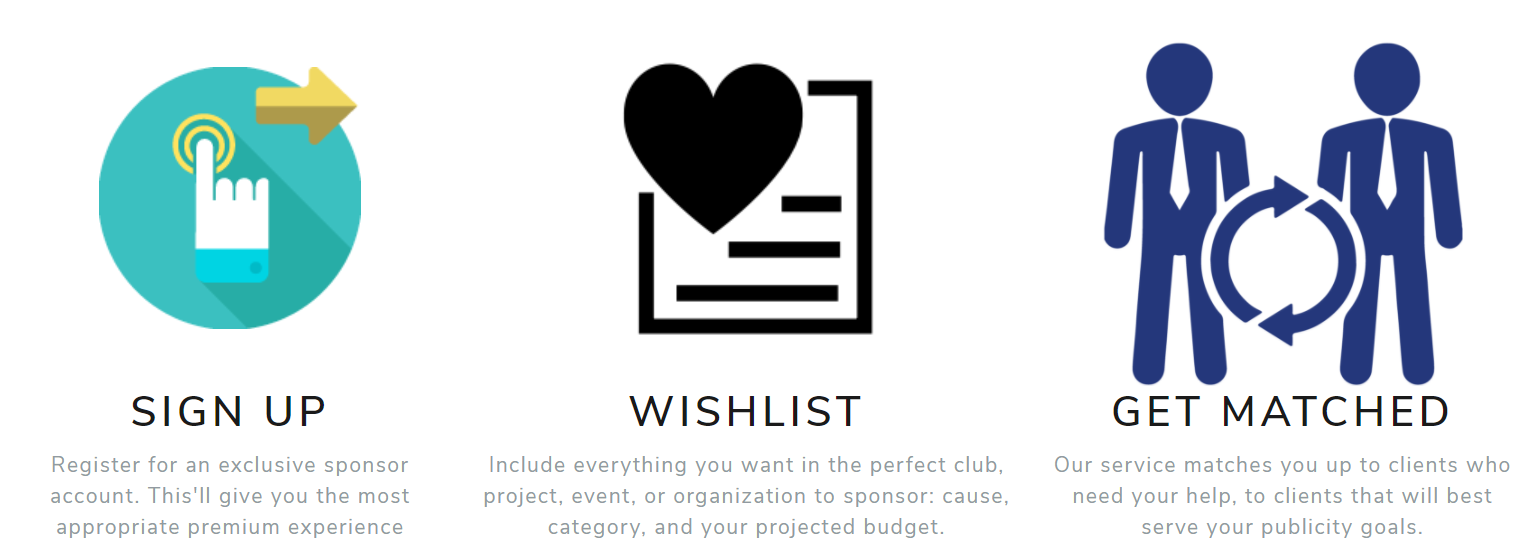 SIGN UP
Register for an exclusive sponsor
account. This'll give you the most
appropriate premium experience
WISHLIST
Include everything you want in the perfect club,
project, event, or organization to sponsor: cause,
category, and your projected budget.
GET MATCHED
Our service matches you up to clients who
need your help, to clients that will best
serve your publicity goals.